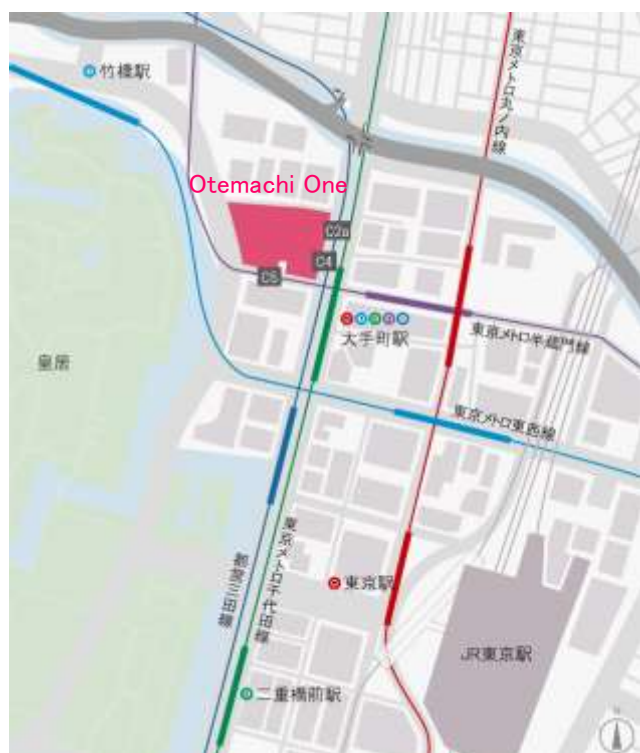 竹橋駅
東京メトロ丸ノ内線
Otemachi One
C2a
C4
C5
大手町駅
東京メトロ半蔵門線
皇居
東京メトロ東西線
都営三田線
東京メトロ千代田線
東京駅
JR東京駅
二重橋前駅